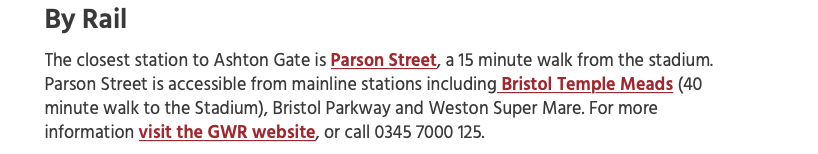 By Rail
The closest station to Ashton Gate is Parson Street, a 15 minute walk from the stadium.
Parson Street is accessible from mainline stations including Bristol Temple Meads (40
minute walk to the Stadium), Bristol Parkway and Weston Super Mare. For more
information visit the GWR website, or call 0345 7000 125.